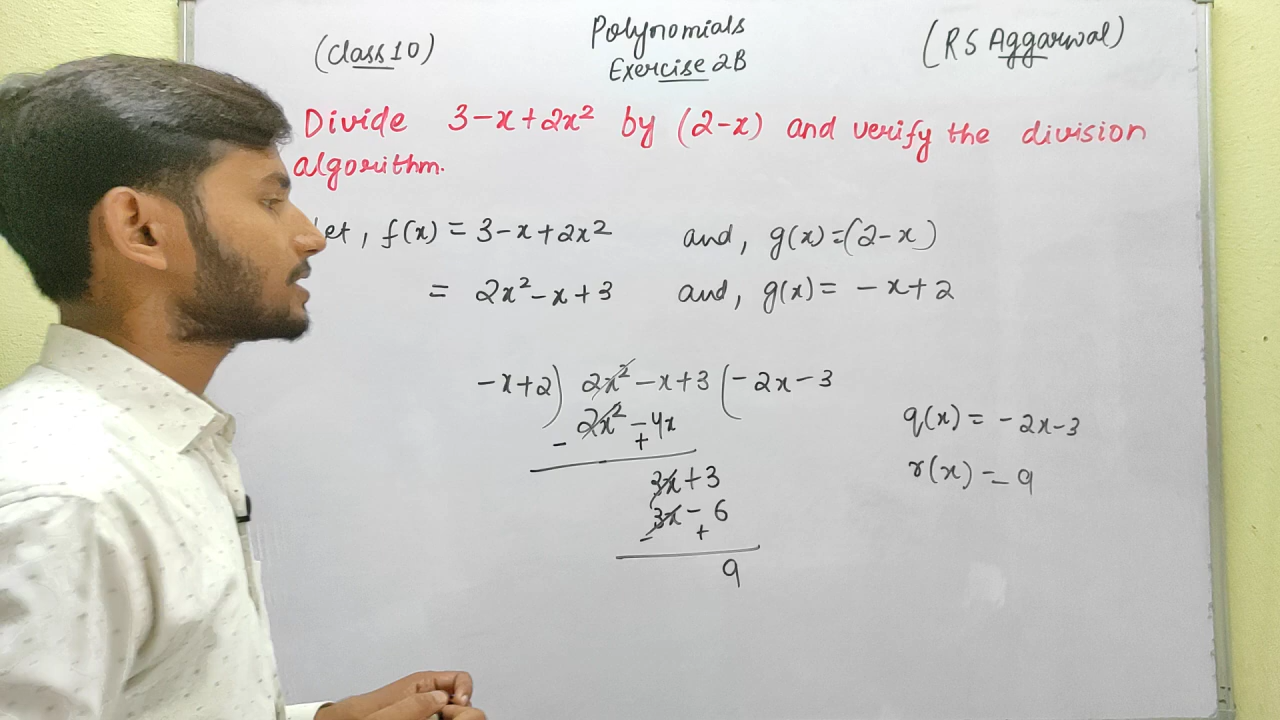 (Class 10) Polynomials (RS Aggarwal)
Exercise 2B
Divide 3-x+2x² by (2-x) and verify the division
algorithm.
let, f(x) = 3-x+2x² and, g(x)=(2-x)
= 2x²-x+3 and, g(x)= -x+2
-x+2) 2x²-x+3 (-2x-3
2x²-4x
- +
3x+3
3x-6
- +
9
q(x) = -2x-3
r(x) = 9